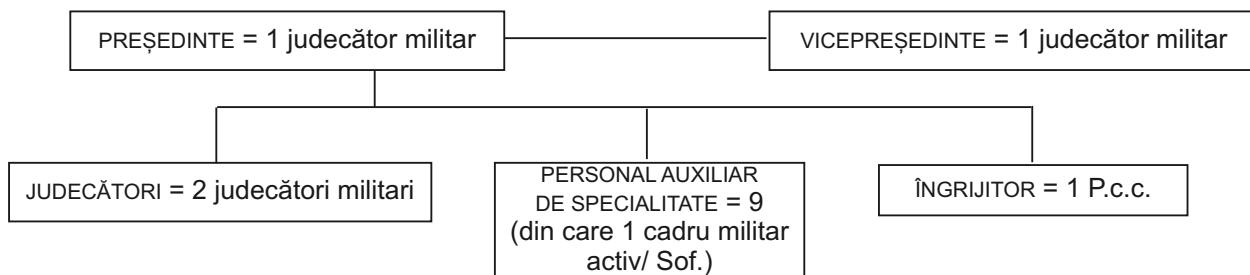 PREȘEDINTE = 1 judecător militar
VICEPREȘEDINTE = 1 judecător militar
JUDECĂTORI = 2 judecători militari
PERSONAL AUXILIAR
DE SPECIALITATE = 9
(din care 1 cadru militar
activ/ Sof.)
ÎNGRIJITOR = 1 P.c.c.